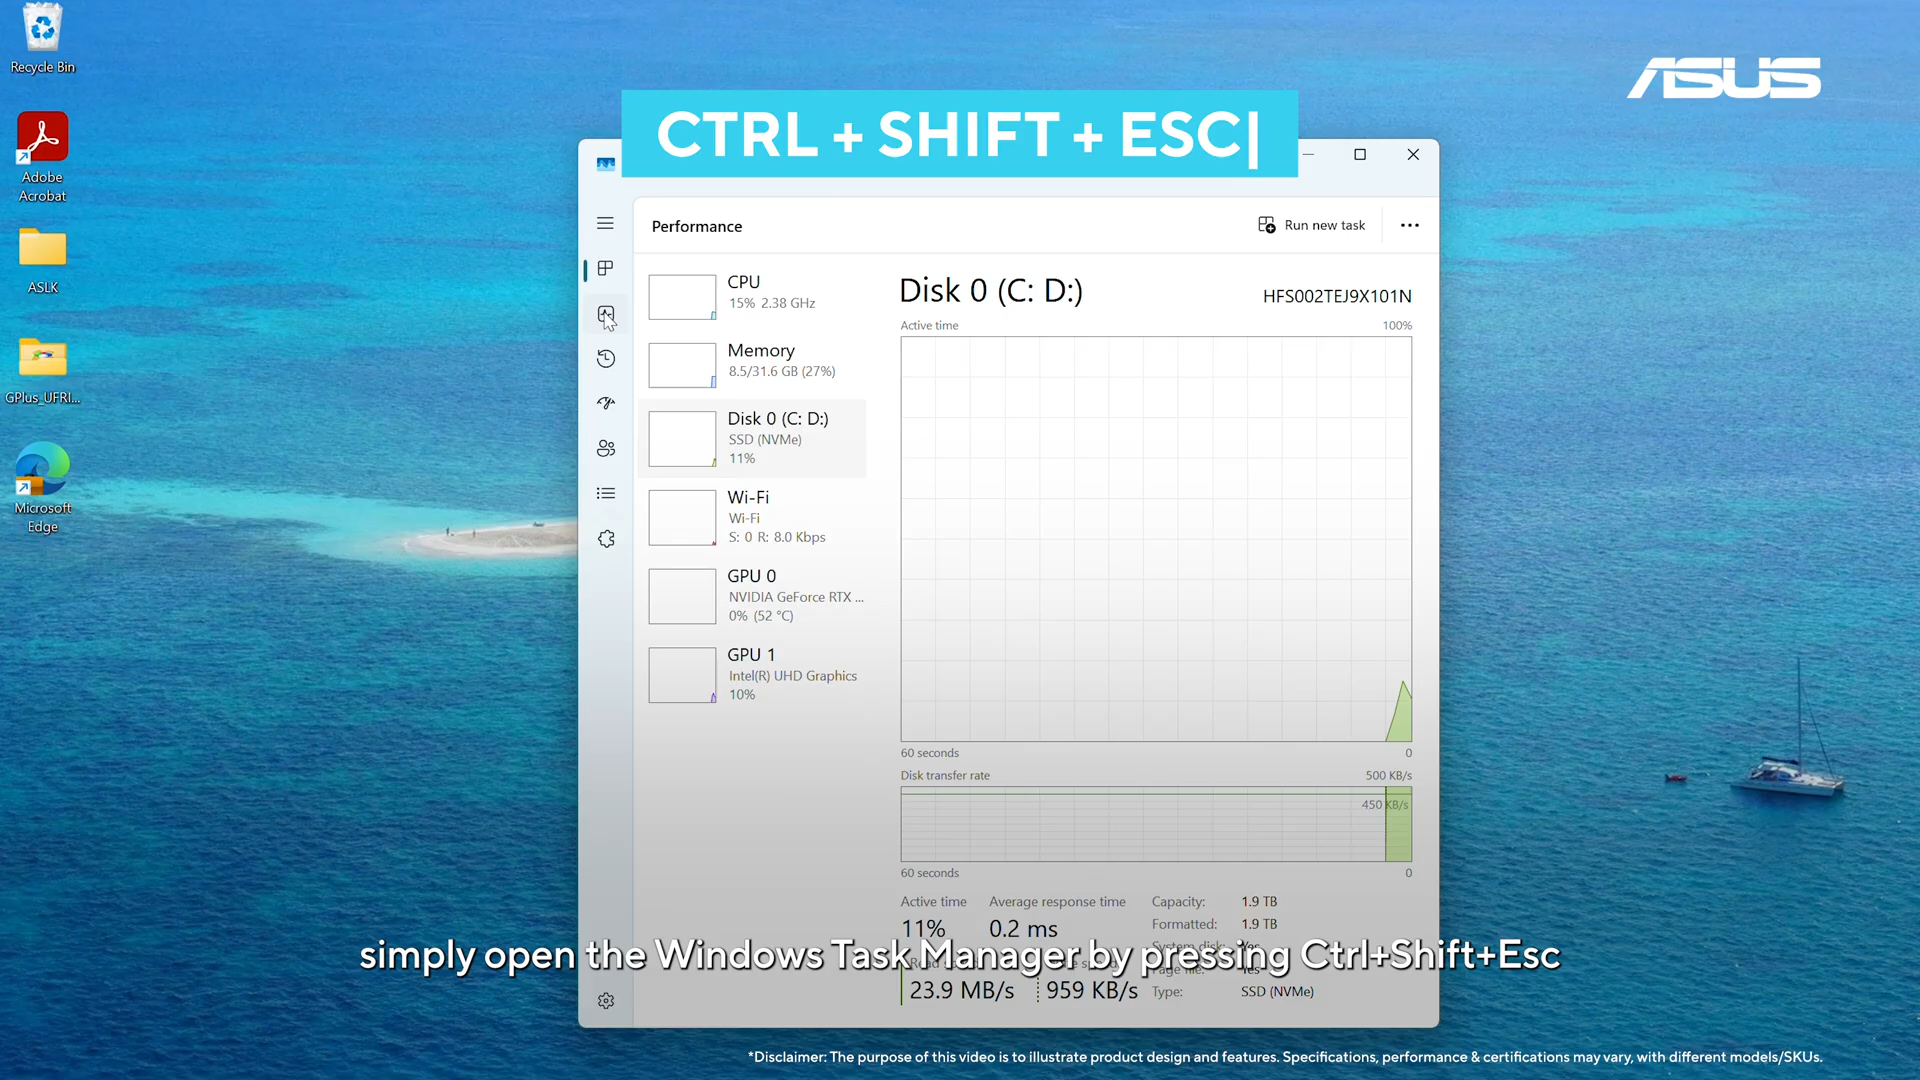 Recycle Bin
Adobe
Acrobat
ASLK
GPlus_UFRI...
Microsoft
Edge
ASUS
CTRL + SHIFT + ESC|
Performance
Run new task
CPU
15% 2.38 GHz
Memory
8.5/31.6 GB (27%)
Disk 0 (C: D:)
SSD (NVMe)
11%
Wi-Fi
Wi-Fi
S: 0 R: 8.0 Kbps
GPU 0
NVIDIA GeForce RTX ...
0% (52 °C)
GPU 1
Intel(R) UHD Graphics
10%
Disk 0 (C: D:)
HFS002TEJ9X101N
Active time
100%
60 seconds
0
Disk transfer rate
500 KB/s
450 KB/s
60 seconds
0
Active time
11%
Average response time
0.2 ms
23.9 MB/s
959 KB/s
Capacity: 1.9 TB
Formatted: 1.9 TB
System disk: Yes
Page file: Yes
Type: SSD (NVMe)
simply open the Windows Task Manager by pressing Ctrl+Shift+Esc
*Disclaimer: The purpose of this video is to illustrate product design and features. Specifications, performance & certifications may vary, with different models/SKUs.